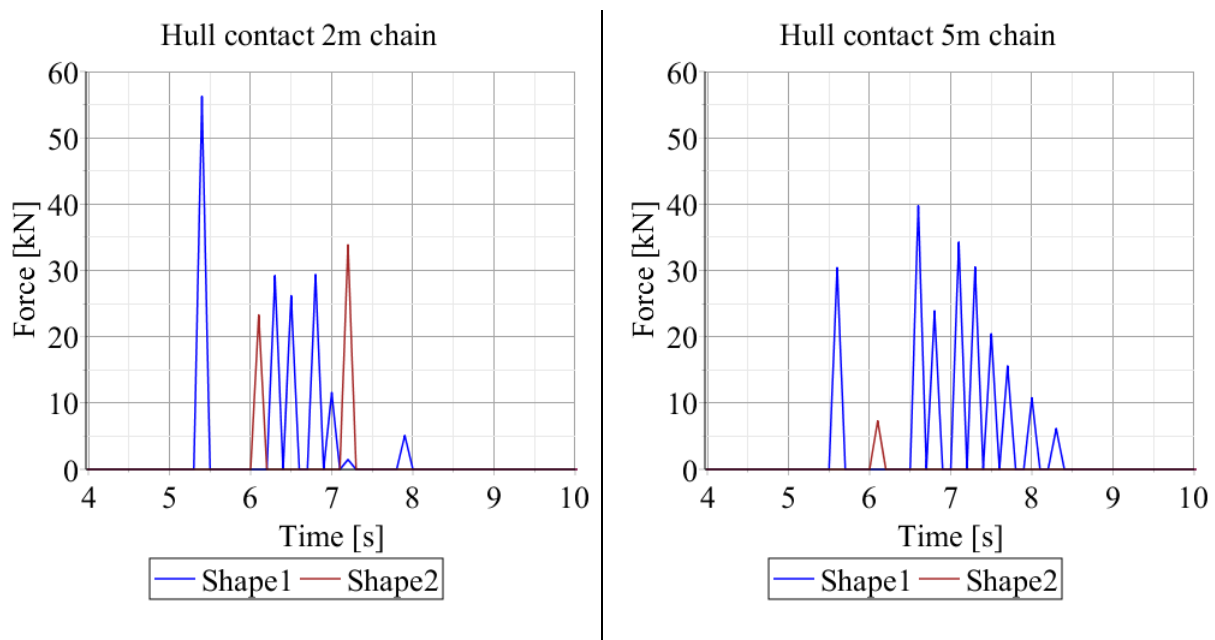 Hull contact 2m chain
60
50
40
30
20
10
0
Force [kN]
4 5 6 7 8 9 10
Time [s]
Shape1 Shape2
Hull contact 5m chain
60
50
40
30
20
10
0
Force [kN]
4 5 6 7 8 9 10
Time [s]
Shape1 Shape2